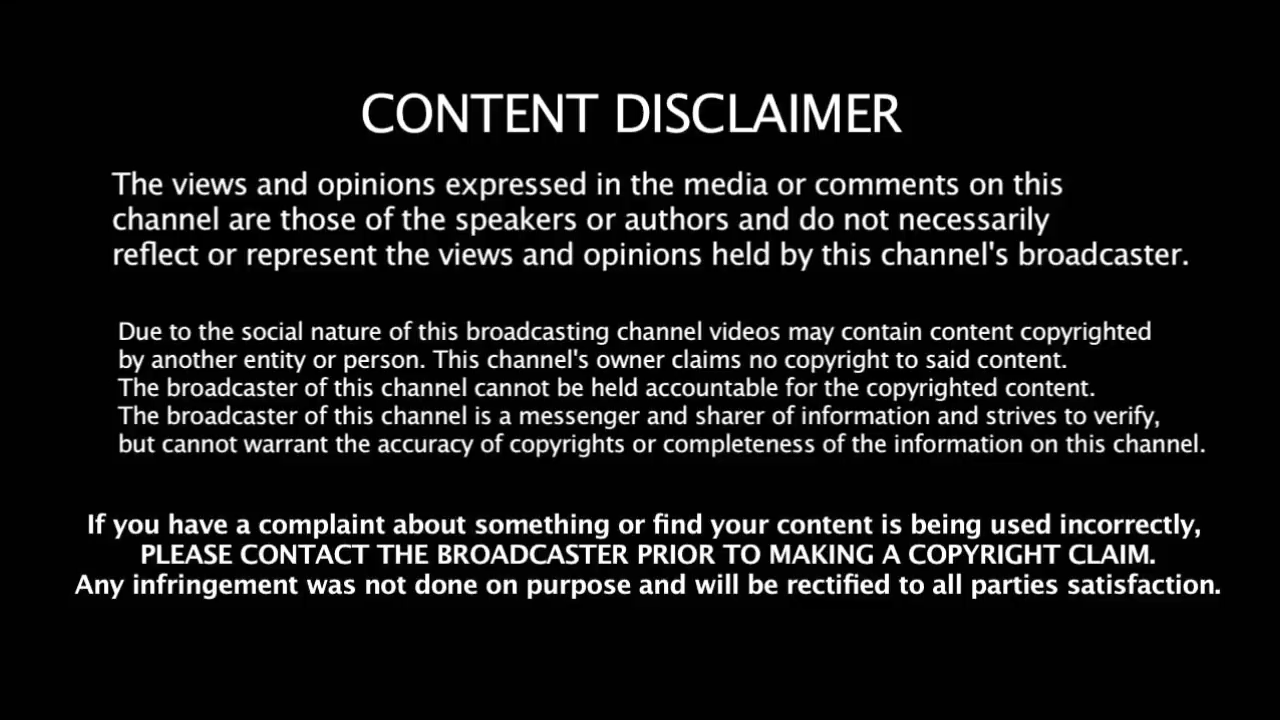 CONTENT DISCLAIMER
The views and opinions expressed in the media or comments on this
channel are those of the speakers or authors and do not necessarily
reflect or represent the views and opinions held by this channel's broadcaster.
Due to the social nature of this broadcasting channel videos may contain content copyrighted
by another entity or person. This channel's owner claims no copyright to said content.
The broadcaster of this channel cannot be held accountable for the copyrighted content.
The broadcaster of this channel is a messenger and sharer of information and strives to verify,
but cannot warrant the accuracy of copyrights or completeness of the information on this channel.
If you have a complaint about something or find your content is being used incorrectly,
PLEASE CONTACT THE BROADCASTER PRIOR TO MAKING A COPYRIGHT CLAIM.
Any infringement was not done on purpose and will be rectified to all parties satisfaction.